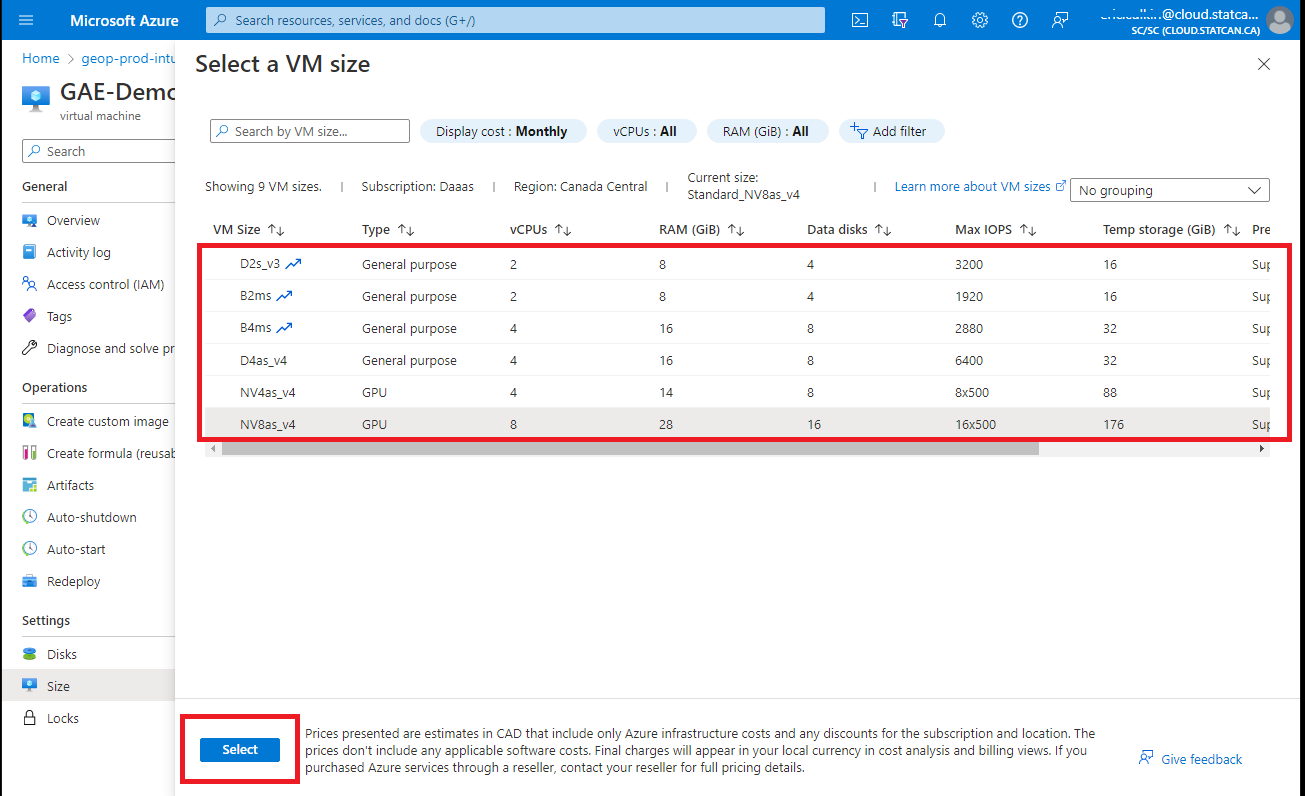 Microsoft Azure
Search resources, services, and docs (G+/)
@cloud.statca...
SC/SC (CLOUD.STATCAN.CA)
Home > geop-prod-intu
GAE-Demo
virtual machine
Search
General
Overview
Activity log
Access control (IAM)
Tags
Diagnose and solve pr
Operations
Create custom image
Create formula (reusab
Artifacts
Auto-shutdown
Auto-start
Redeploy
Settings
Disks
Size
Locks
Select a VM size
Search by VM size...
Display cost : Monthly
vCPUs : All
RAM (GiB) : All
Add filter
Showing 9 VM sizes. | Subscription: Daaas | Region: Canada Central | Current size:
Standard_NV8as_v4 | Learn more about VM sizes
No grouping
VM Size Type vCPUs RAM (GiB) Data disks Max IOPS Temp storage (GiB) Pre
D2s_v3 General purpose 2 8 4 3200 16 Sup
B2ms General purpose 2 8 4 1920 16 Sup
B4ms General purpose 4 16 8 2880 32 Sup
D4as_v4 General purpose 4 16 8 6400 32 Sup
NV4as_v4 GPU 4 14 8 8x500 88 Sup
NV8as_v4 GPU 8 28 16 16x500 176 Sup
Select
Prices presented are estimates in CAD that include only Azure infrastructure costs and any discounts for the subscription and location. The
prices don't include any applicable software costs. Final charges will appear in your local currency in cost analysis and billing views. If you
purchased Azure services through a reseller, contact your reseller for full pricing details.
Give feedback